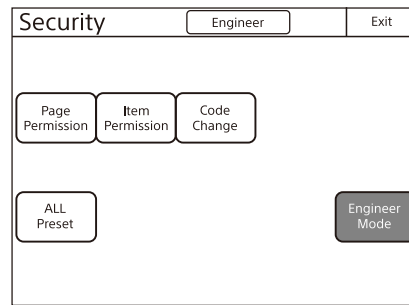 Security
Engineer
Exit
Page
Permission
Item
Permission
Code
Change
ALL
Preset
Engineer
Mode